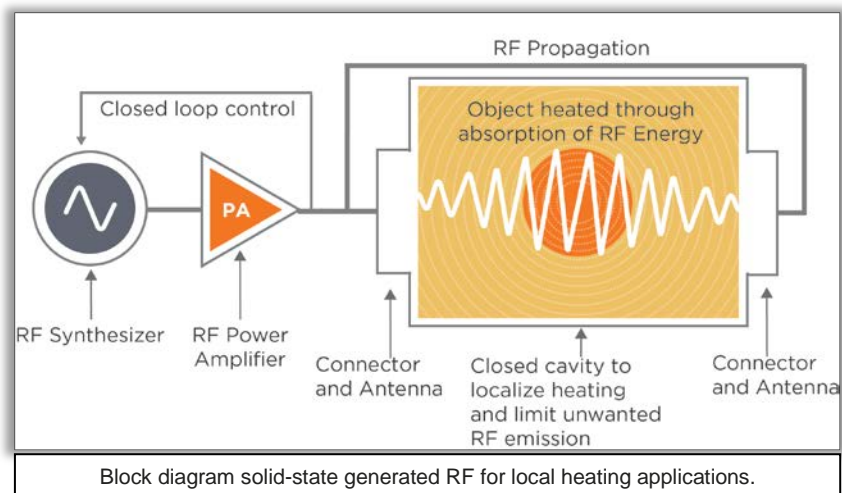 RF Propagation
Closed loop control
Object heated through
absorption of RF Energy
PA
RF Synthesizer
RF Power
Amplifier
Connector
and Antenna
Closed cavity to
localize heating
and limit unwanted
RF emission
Connector
and Antenna
Block diagram solid-state generated RF for local heating applications.